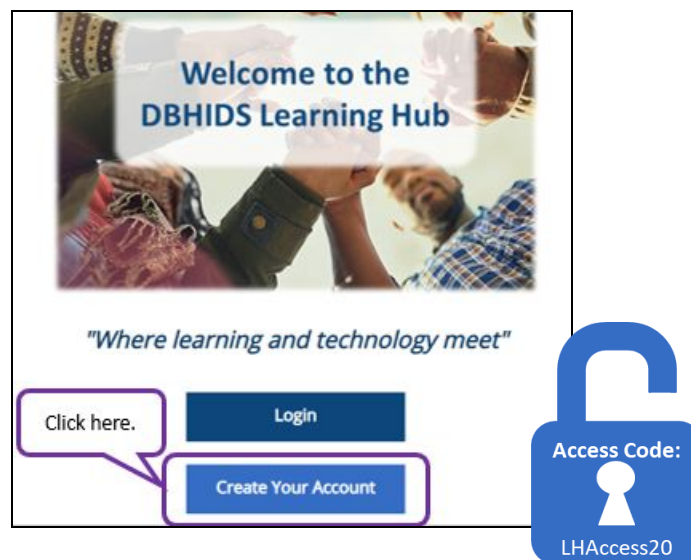 Welcome to the
DBHIDS Learning Hub
"Where learning and technology meet"
Click here.
Login
Create Your Account
Access Code:
LHAccess20